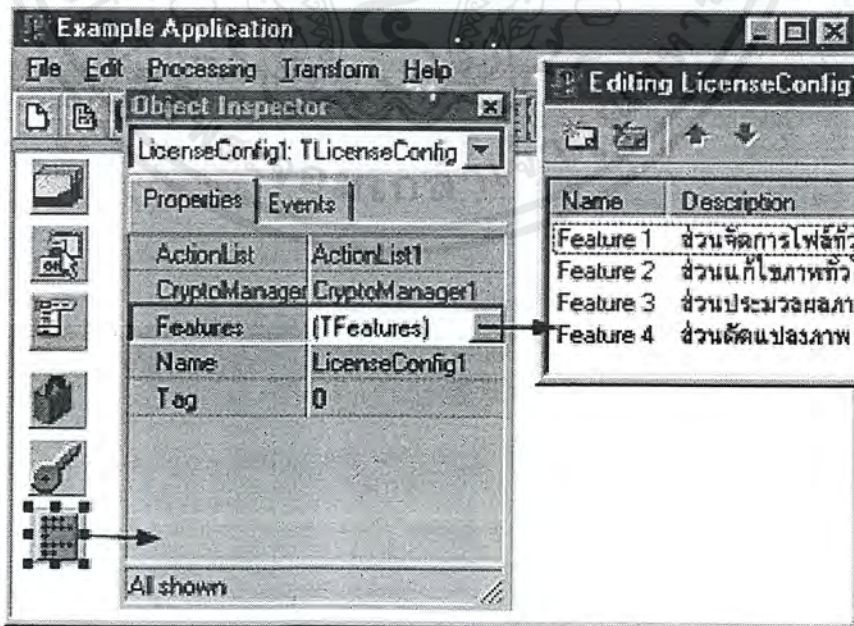 Example Application
File Edit Processing Transform Help
Object Inspector
LicenseConfig1: TLicenseConfig
Properties Events
ActionList ActionList1
CryptoManager CryptoManager1
Features (TFeatures)
Name LicenseConfig1
Tag 0
All shown
Editing LicenseConfig1
Name Description
Feature 1 ส่วนจัดการไฟล์ทั่ว
Feature 2 ส่วนแก้ไขภาพทั่ว
Feature 3 ส่วนประมวลผลภา
Feature 4 ส่วนดัดแปลงภาพ